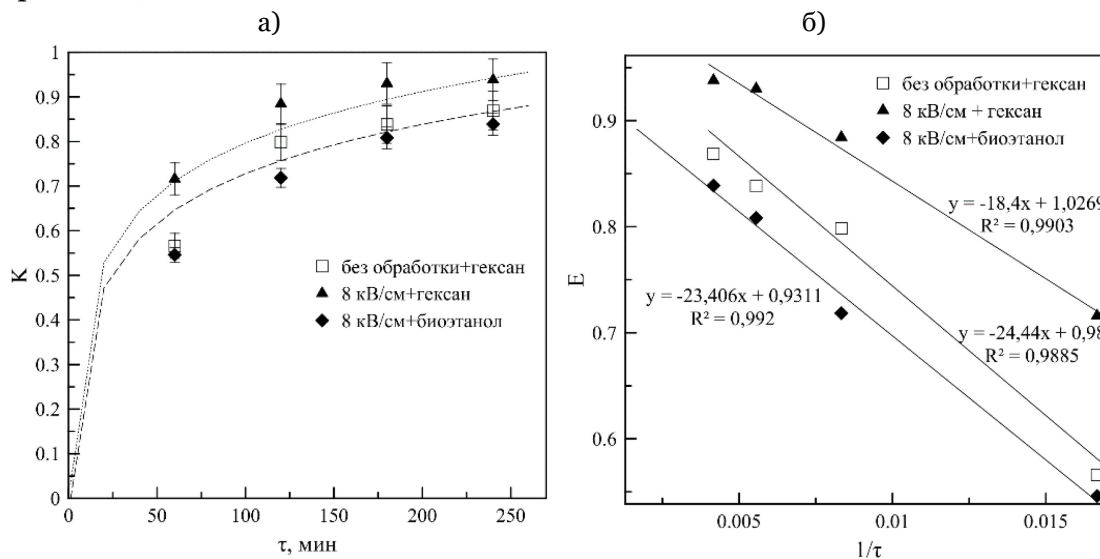 а)
б)
1
0.9
0.8
0.7
0.6
0.5
0.4
0.3
0.2
0.1
0
K
без обработки+гексан
8 кВ/см+гексан
8 кВ/см+биоэтанол
0
50
100
150
200
250
τ, мин
0.9
0.8
0.7
0.6
E
без обработки+гексан
8 кВ/см + гексан
8 кВ/см+биоэтанол
y = -18,4x + 1,0269
R² = 0,9903
y = -23,406x + 0,9311
R² = 0,992
y = -24,44x + 0,98
R² = 0,9885
0.005
0.01
0.015
1/τ